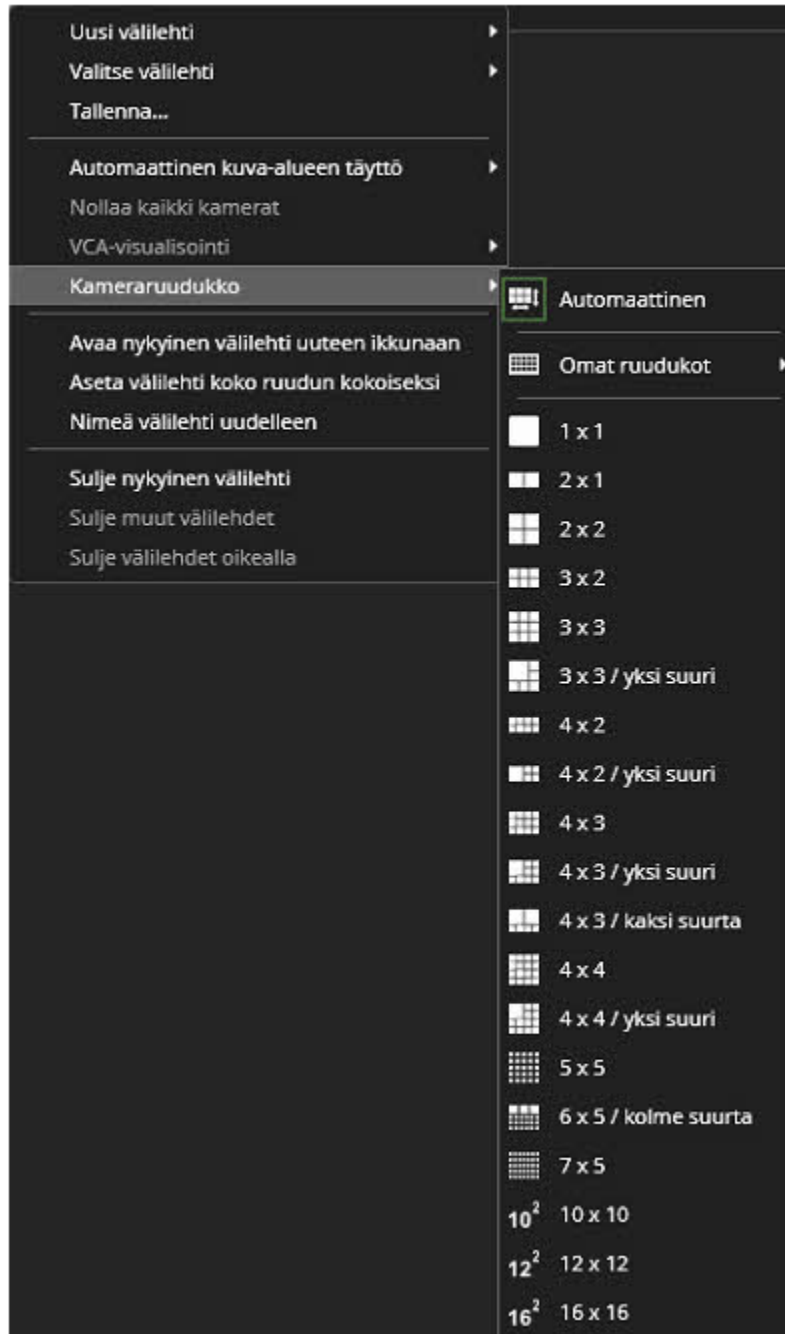 Uusi välilehti
Valitse välilehti
Tallenna...
Automaattinen kuva-alueen täyttö
Nollaa kaikki kamerat
VCA-visualisointi
Kameraruudukko
Avaa nykyinen välilehti uuteen ikkunaan
Aseta välilehti koko ruudun kokoiseksi
Nimeä välilehti uudelleen
Sulje nykyinen välilehti
Sulje muut välilehdet
Sulje välilehdet oikealla
Automaattinen
Omat ruudukot
1 x 1
2 x 1
2 x 2
3 x 2
3 x 3
3 x 3 / yksi suuri
4 x 2
4 x 2 / yksi suuri
4 x 3
4 x 3 / yksi suuri
4 x 3 / kaksi suurta
4 x 4
4 x 4 / yksi suuri
5 x 5
6 x 5 / kolme suurta
7 x 5
10² 10 x 10
12² 12 x 12
16² 16 x 16